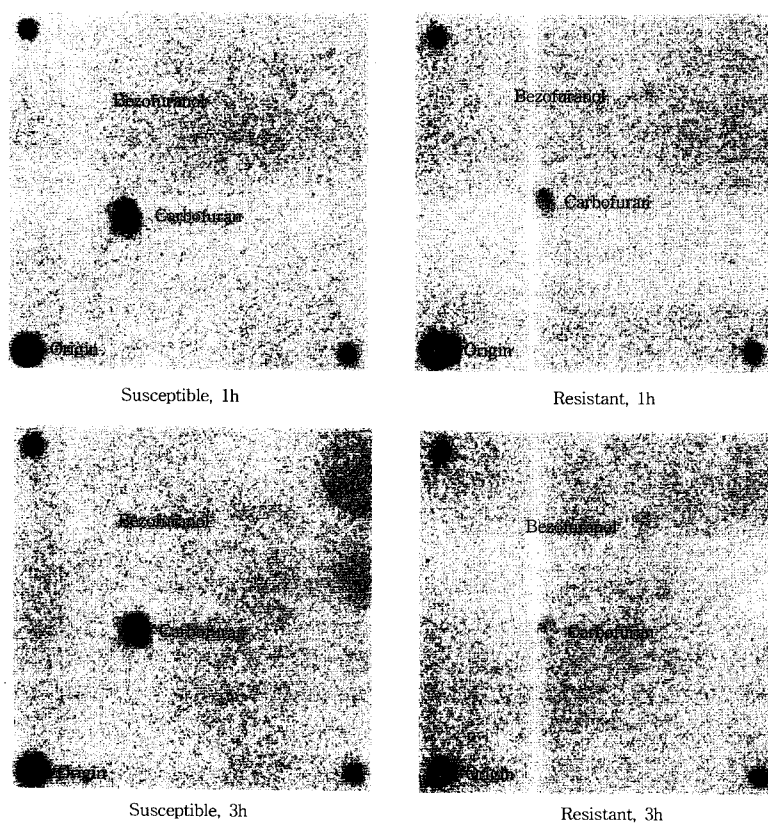 Bezofuranol
Carbofuran
Origin
Susceptible, 1h
Bezofuranol
Carbofuran
Origin
Resistant, 1h
Bezofuranol
Carbofuran
Origin
Susceptible, 3h
Bezofuranol
Carbofuran
Origin
Resistant, 3h